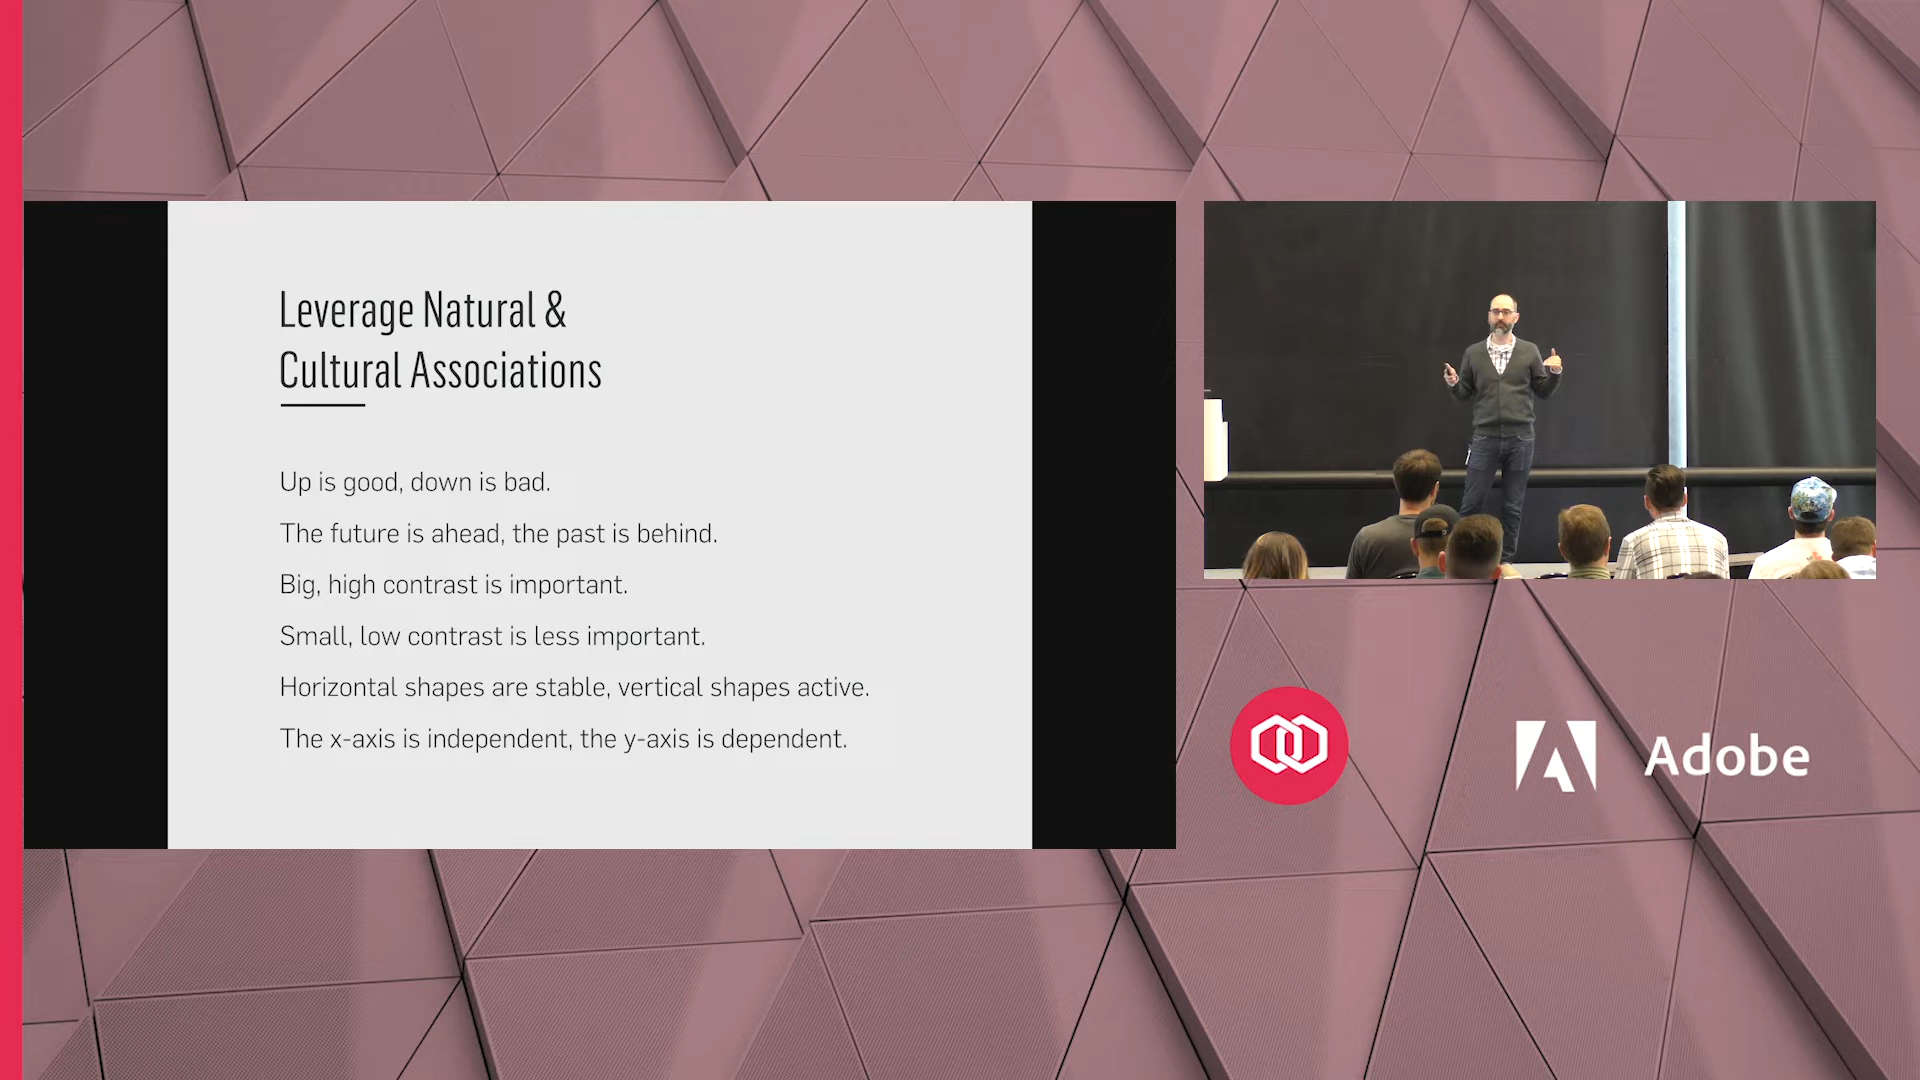 Leverage Natural &
Cultural Associations
Up is good, down is bad.
The future is ahead, the past is behind.
Big, high contrast is important.
Small, low contrast is less important.
Horizontal shapes are stable, vertical shapes active.
The x-axis is independent, the y-axis is dependent.
Adobe